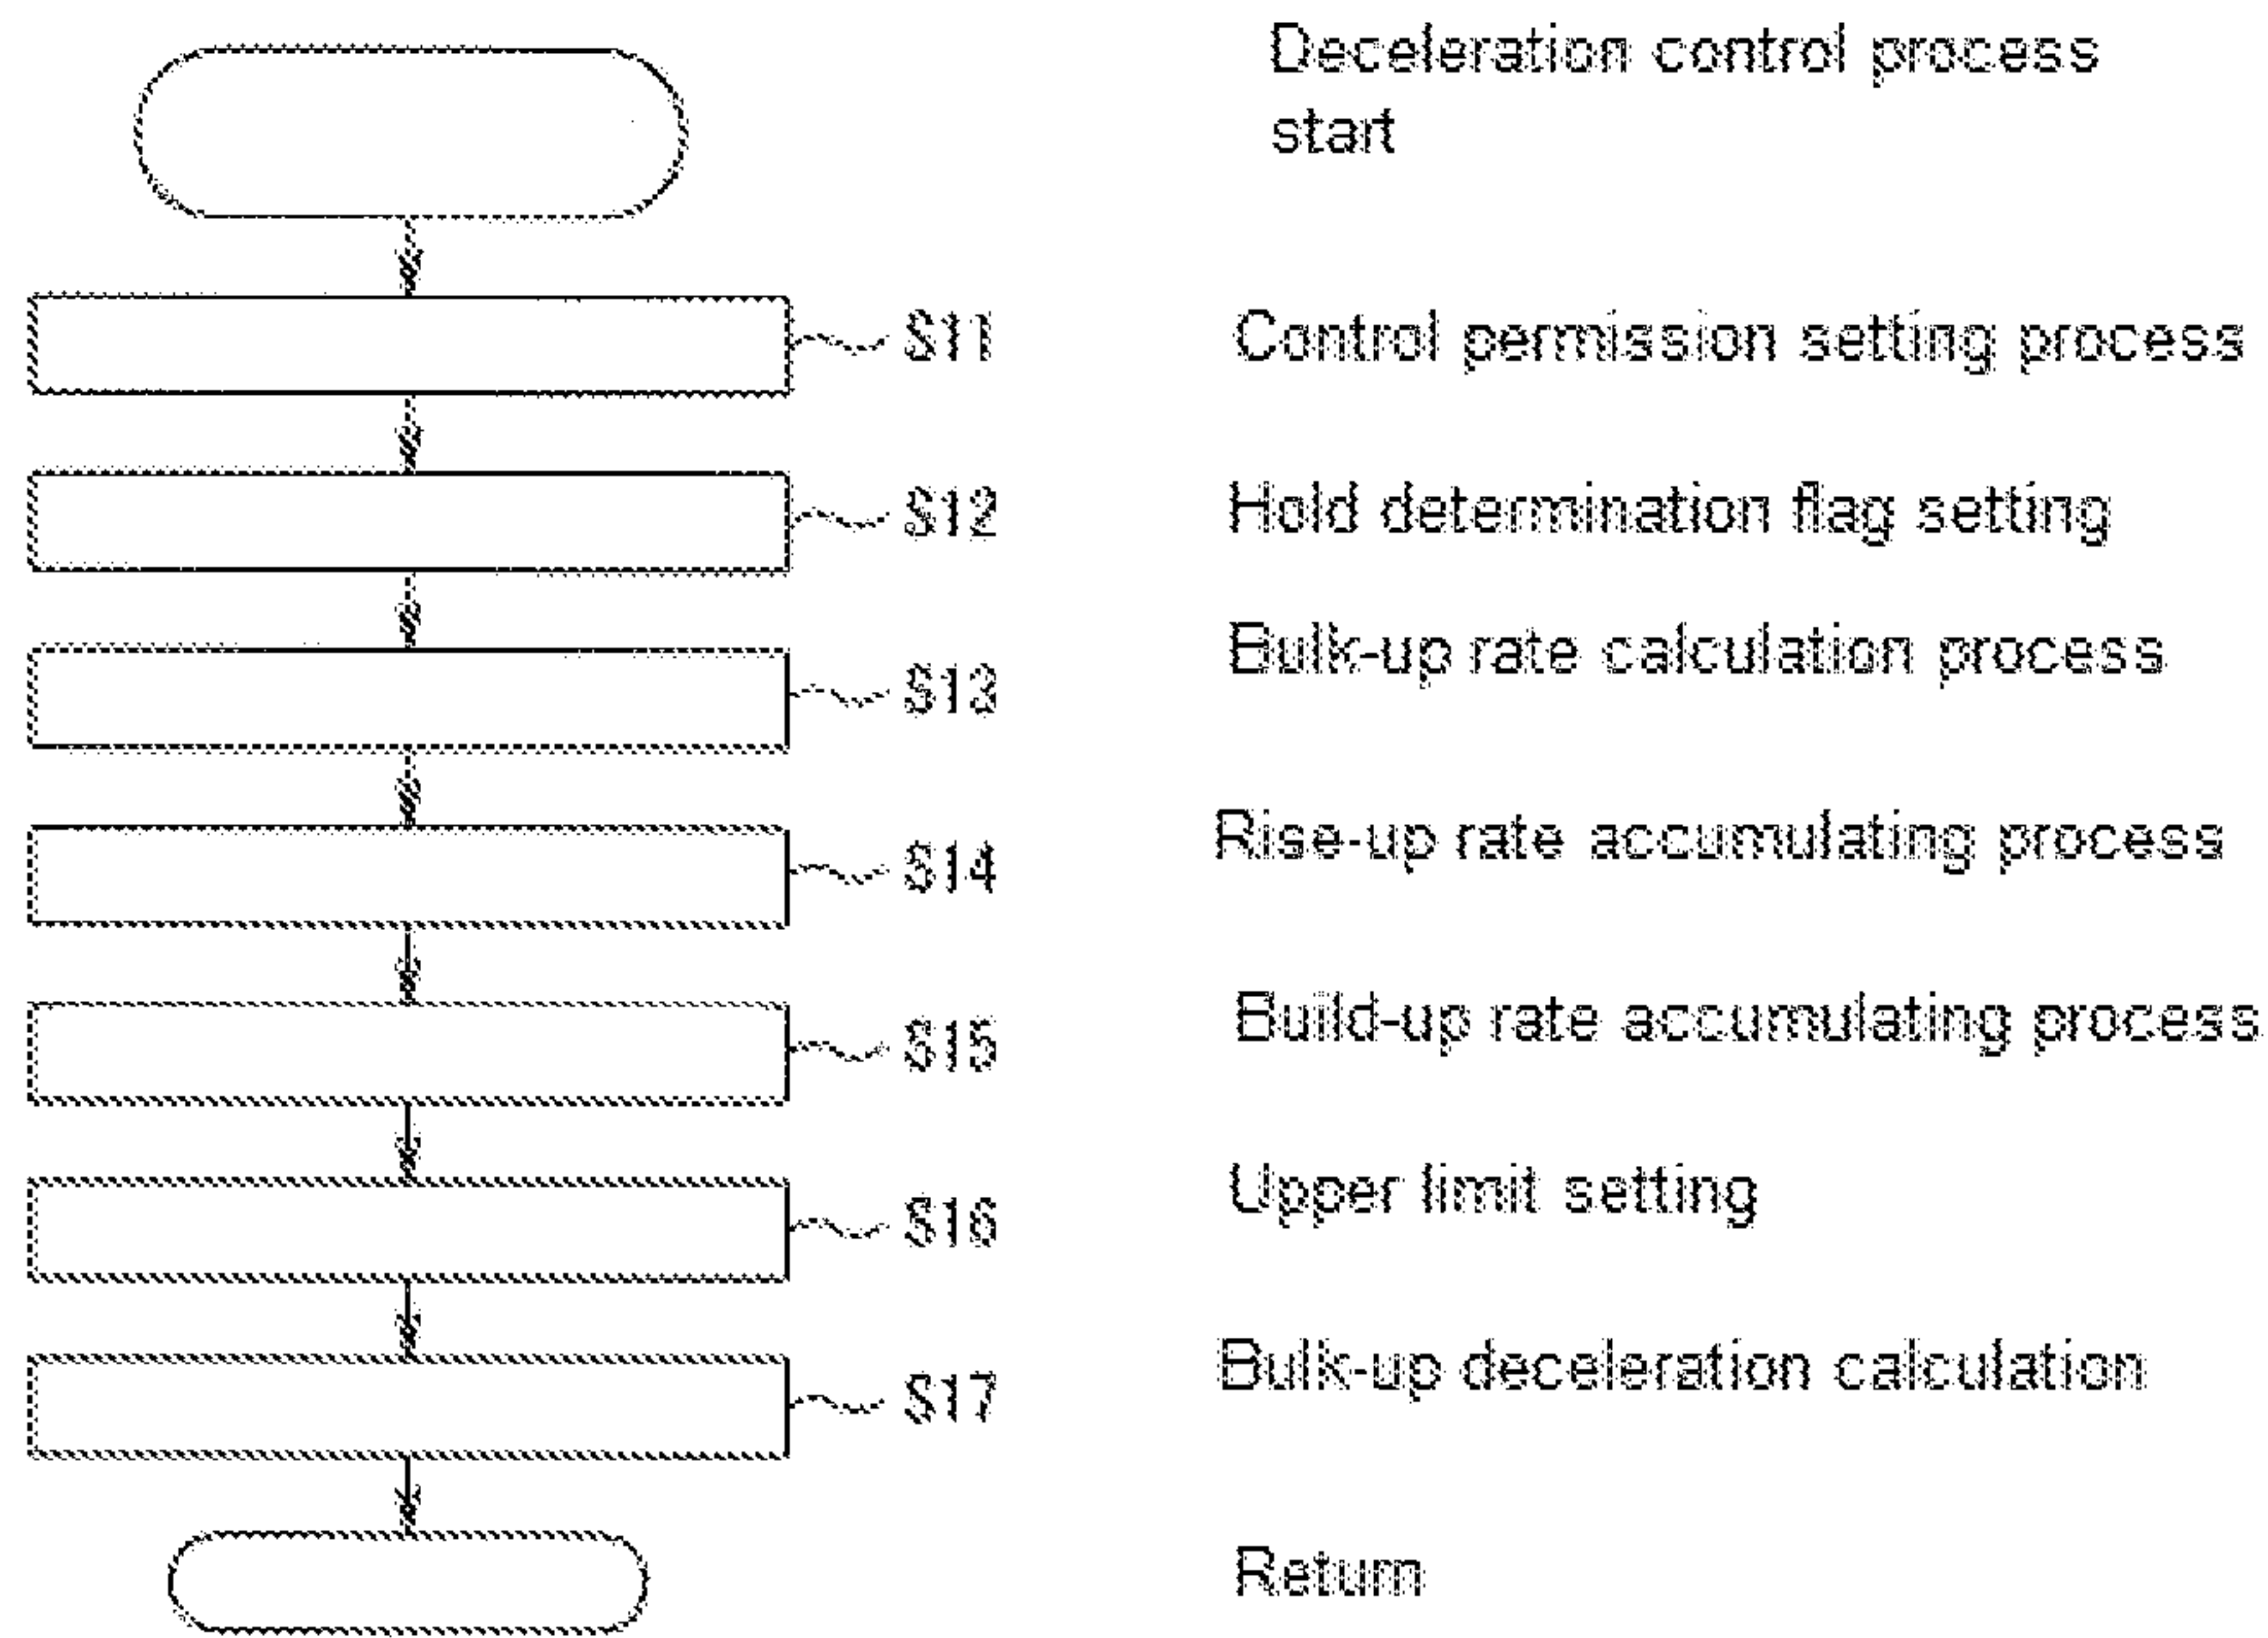 Deceleration control process
start
S11 Control permission setting process
S12 Hold determination flag setting
S13 Bulk-up rate calculation process
S14 Rise-up rate accumulating process
S15 Build-up rate accumulating process
S16 Upper limit setting
S17 Bulk-up deceleration calculation
Return